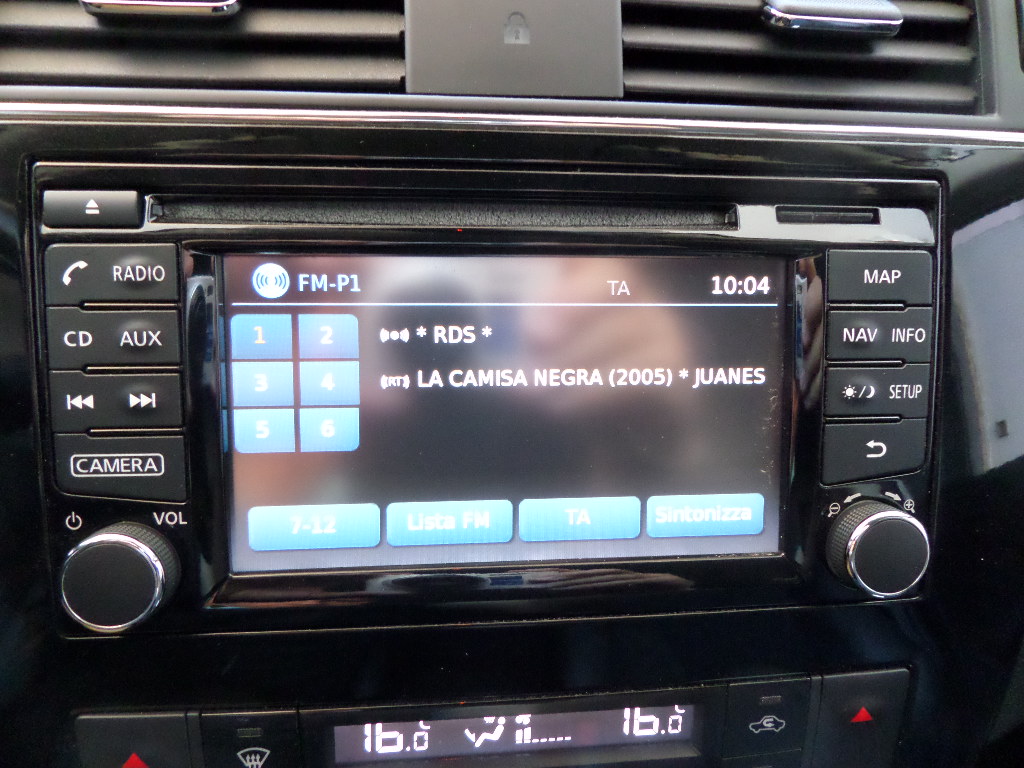 RADIO
CD AUX
CAMERA
VOL
FM-P1 TA 10:04
1 2
3 4
5 6
* RDS *
(RT) LA CAMISA NEGRA (2005) * JUANES
7-12 Lista FM TA Sintonizza
MAP
NAV INFO
SETUP
16.0°C 16.0°C